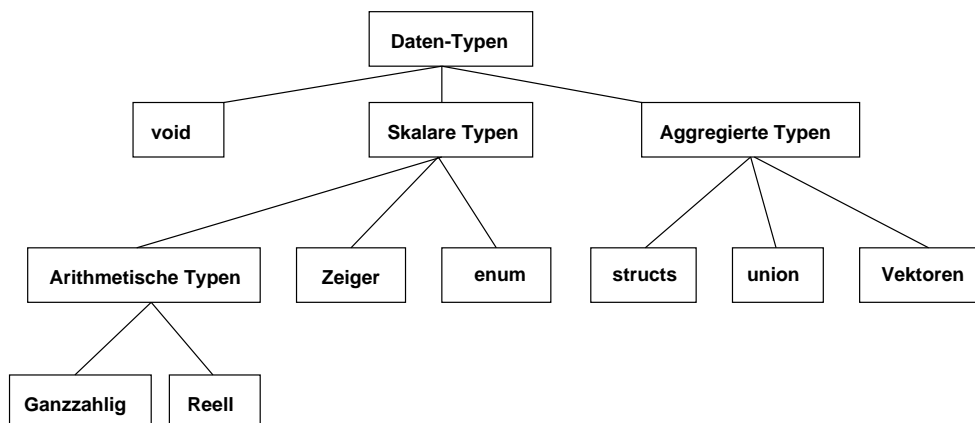 Daten-Typen
void
Skalare Typen
Aggregierte Typen
Arithmetische Typen
Zeiger
enum
structs
union
Vektoren
Ganzzahlig
Reell